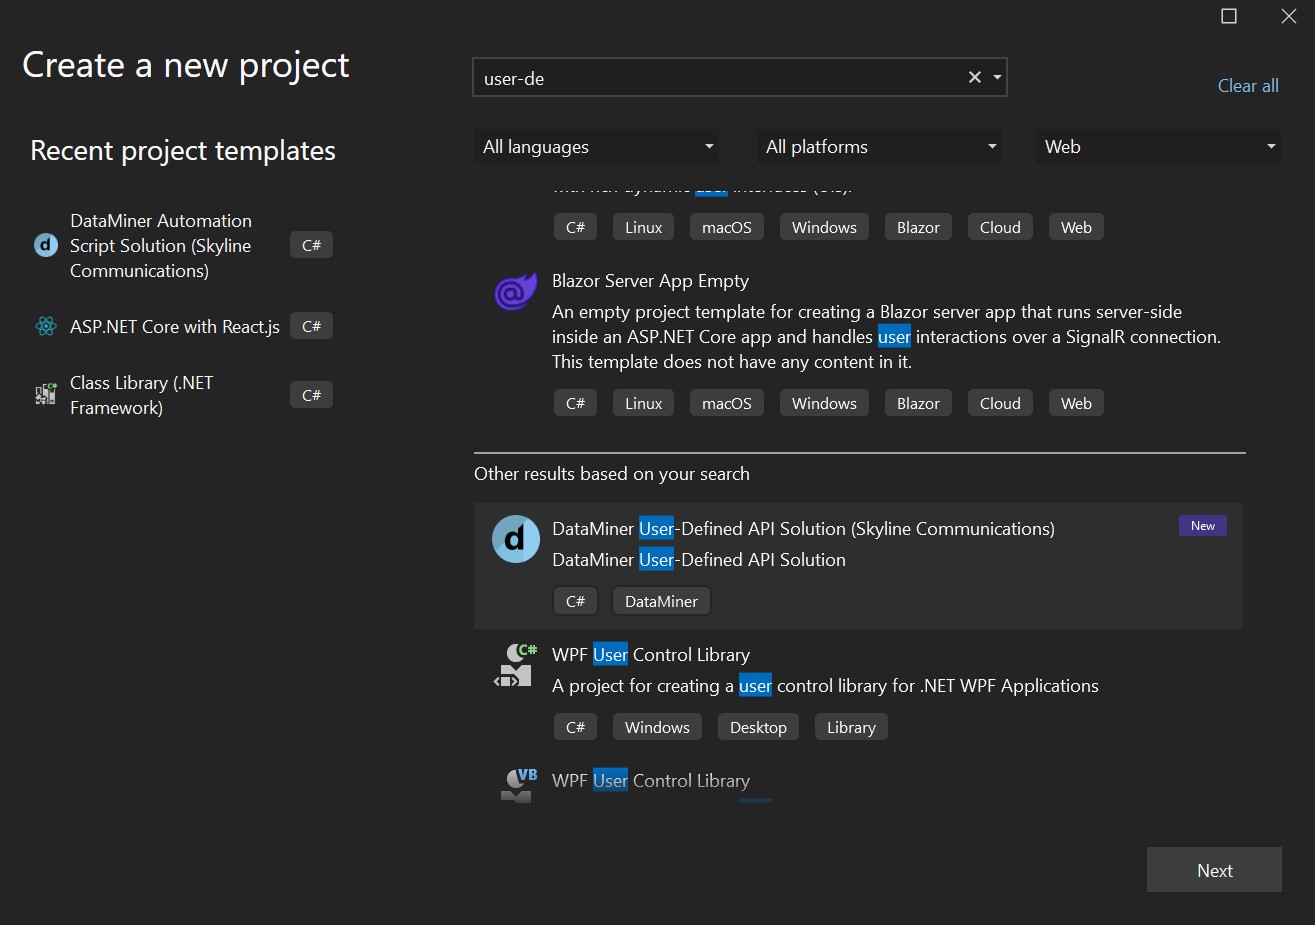 Create a new project
user-de
Clear all
All languages
All platforms
Web
Recent project templates
DataMiner Automation
Script Solution (Skyline
Communications)
C#
ASP.NET Core with React.js
C#
Class Library (.NET
Framework)
C#
C# Linux macOS Windows Blazor Cloud Web
Blazor Server App Empty
An empty project template for creating a Blazor server app that runs server-side
inside an ASP.NET Core app and handles user interactions over a SignalR connection.
This template does not have any content in it.
C# Linux macOS Windows Blazor Cloud Web
Other results based on your search
DataMiner User-Defined API Solution (Skyline Communications)
New
DataMiner User-Defined API Solution
C# DataMiner
WPF User Control Library
A project for creating a user control library for .NET WPF Applications
C# Windows Desktop Library
WPF User Control Library
Next